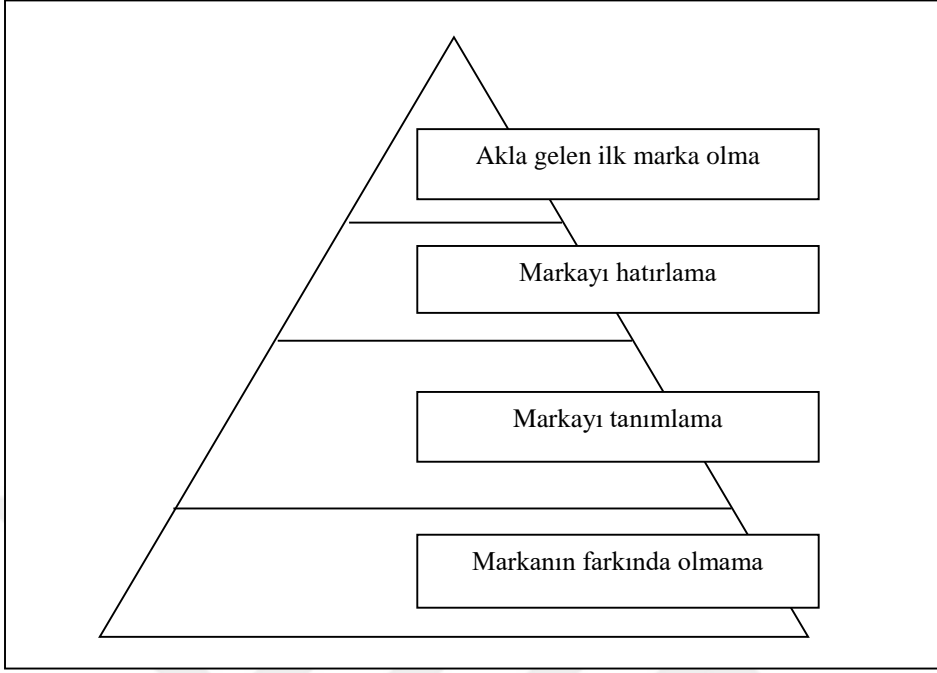 Akla gelen ilk marka olma
Markayı hatırlama
Markayı tanımlama
Markanın farkında olmama